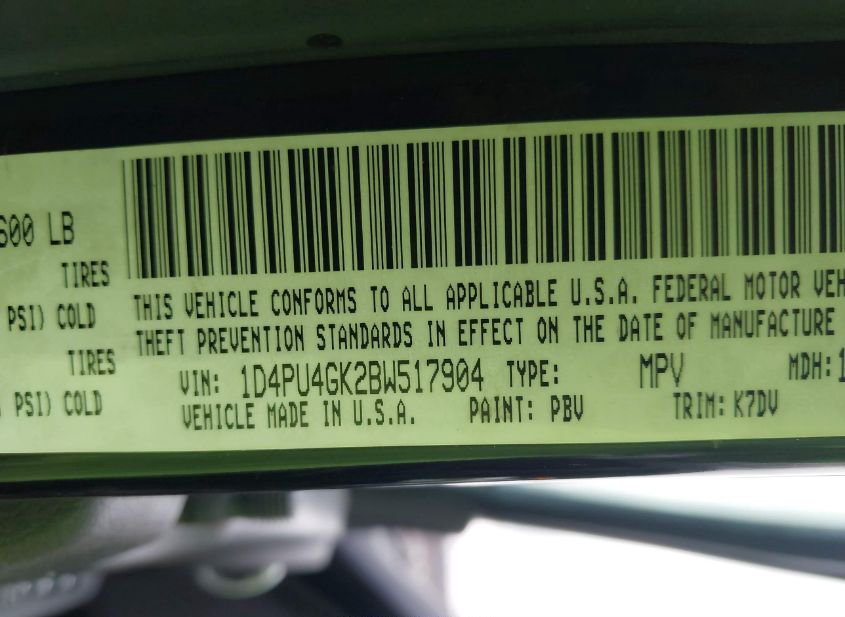 600 LB
TIRES
PSI) COLD
TIRES
PSI) COLD
THIS VEHICLE CONFORMS TO ALL APPLICABLE U.S.A. FEDERAL MOTOR VEH
THEFT PREVENTION STANDARDS IN EFFECT ON THE DATE OF MANUFACTURE
VIN: 1D4PU4GK2BW517904 TYPE: MPV MDH: 1
VEHICLE MADE IN U.S.A. PAINT: PBV TRIM: K7DV